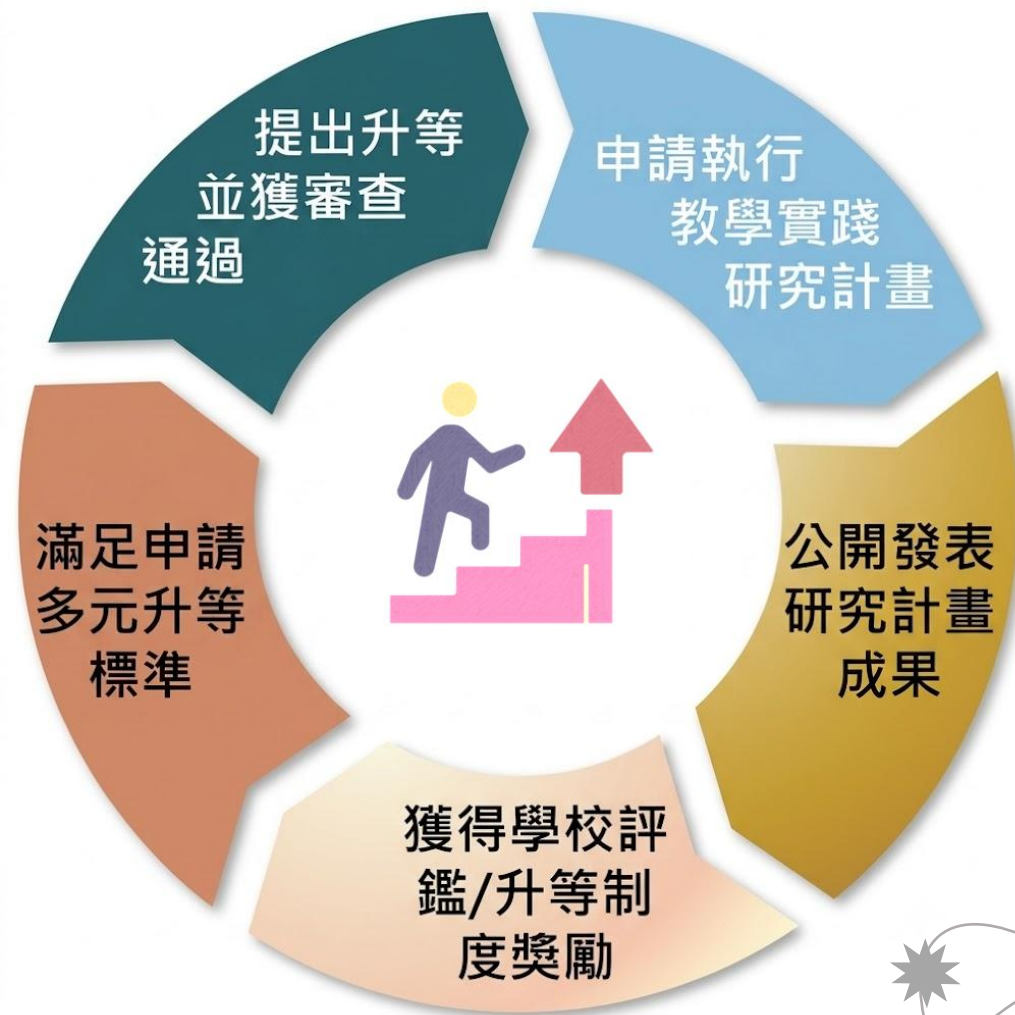 申請執行
教學實踐
研究計畫
公開發表
研究計畫
成果
獲得學校評
鑑/升等制
度獎勵
滿足申請
多元升等
標準
提出升等
並獲審查
通過